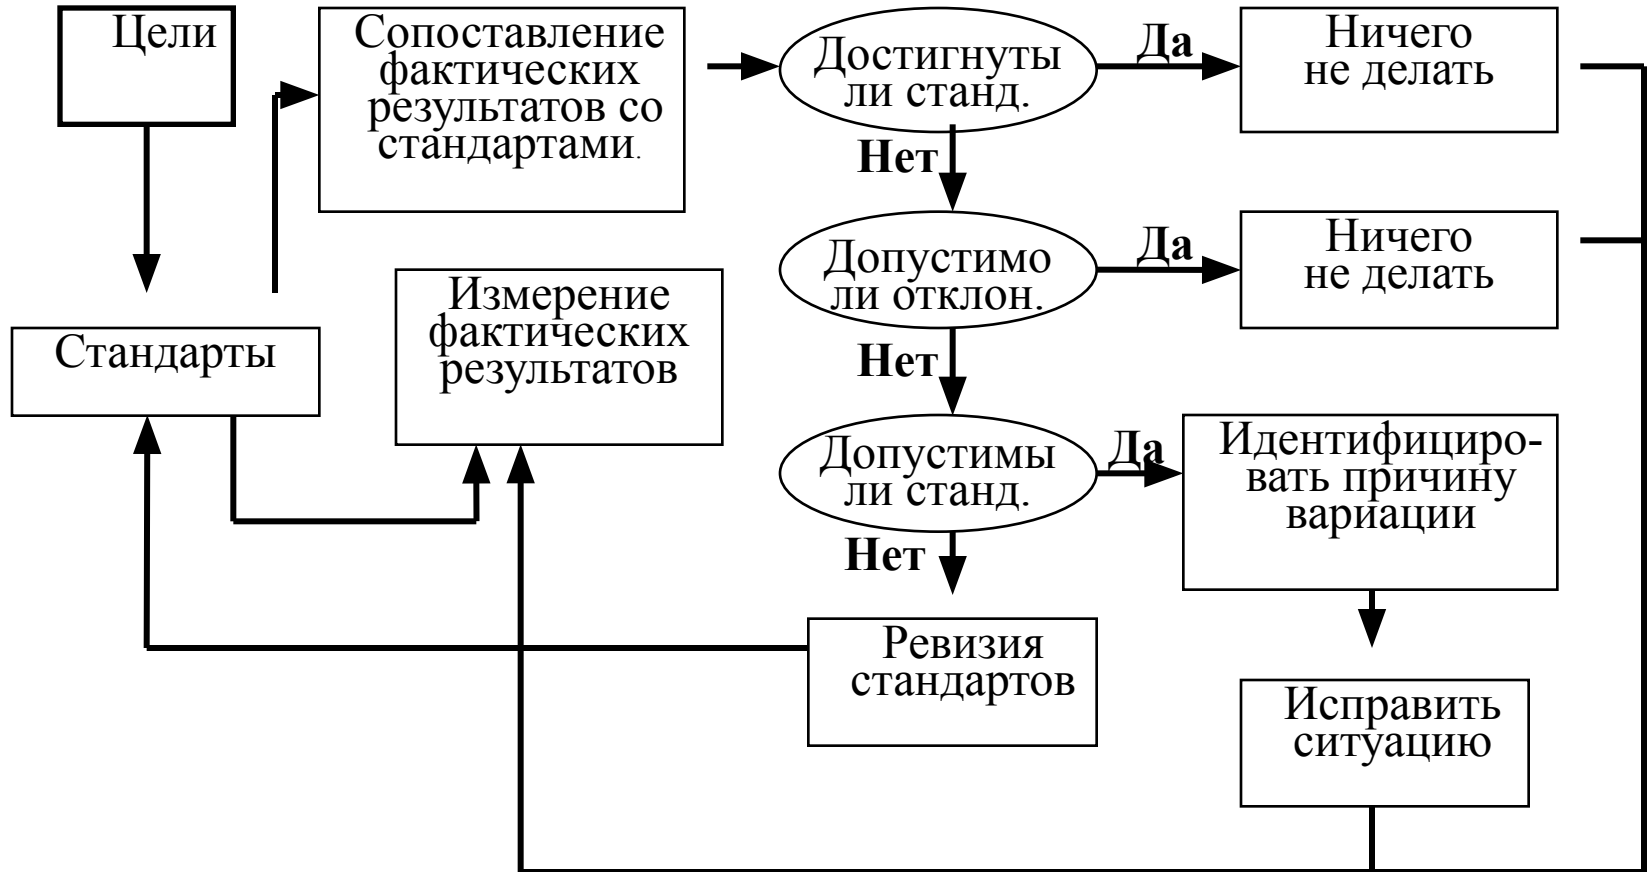 Цели
Сопоставление
фактических
результатов со
стандартами.
Достигнуты
ли станд.
Да
Ничего
не делать
Нет
Допустимо
ли отклон.
Да
Ничего
не делать
Стандарты
Измерение
фактических
результатов
Нет
Допустимы
ли станд.
Да
Идентифициро-
вать причину
вариации
Нет
Ревизия
стандартов
Исправить
ситуацию